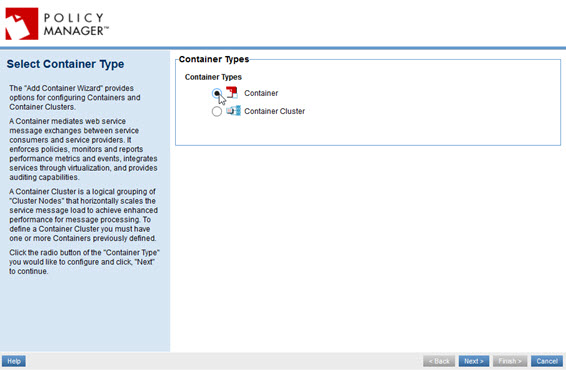 POLICY
MANAGER™
Select Container Type
The "Add Container Wizard" provides
options for configuring Containers and
Container Clusters.
A Container mediates web service
message exchanges between service
consumers and service providers. It
enforces policies, monitors and reports
performance metrics and events, integrates
services through virtualization, and provides
auditing capabilities.
A Container Cluster is a logical grouping of
"Cluster Nodes" that horizontally scales the
service message load to achieve enhanced
performance for message processing. To
define a Container Cluster you must have
one or more Containers previously defined.
Click the radio button of the "Container Type"
you would like to configure and click, "Next"
to continue.
Container Types
Container Types
Container
Container Cluster
Help
< Back
Next >
Finish >
Cancel